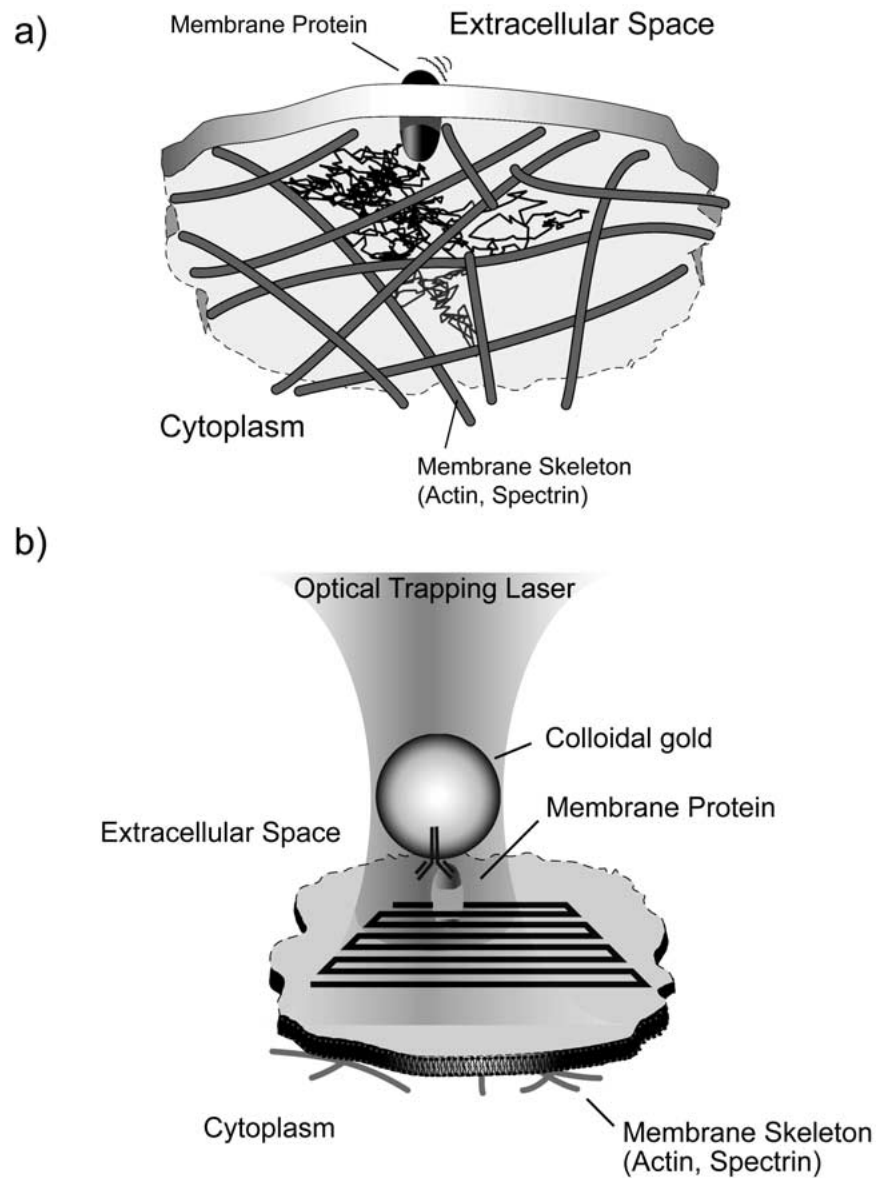 a)
Membrane Protein
Extracellular Space
Cytoplasm
Membrane Skeleton
(Actin, Spectrin)
b)
Optical Trapping Laser
Colloidal gold
Membrane Protein
Extracellular Space
Cytoplasm
Membrane Skeleton
(Actin, Spectrin)